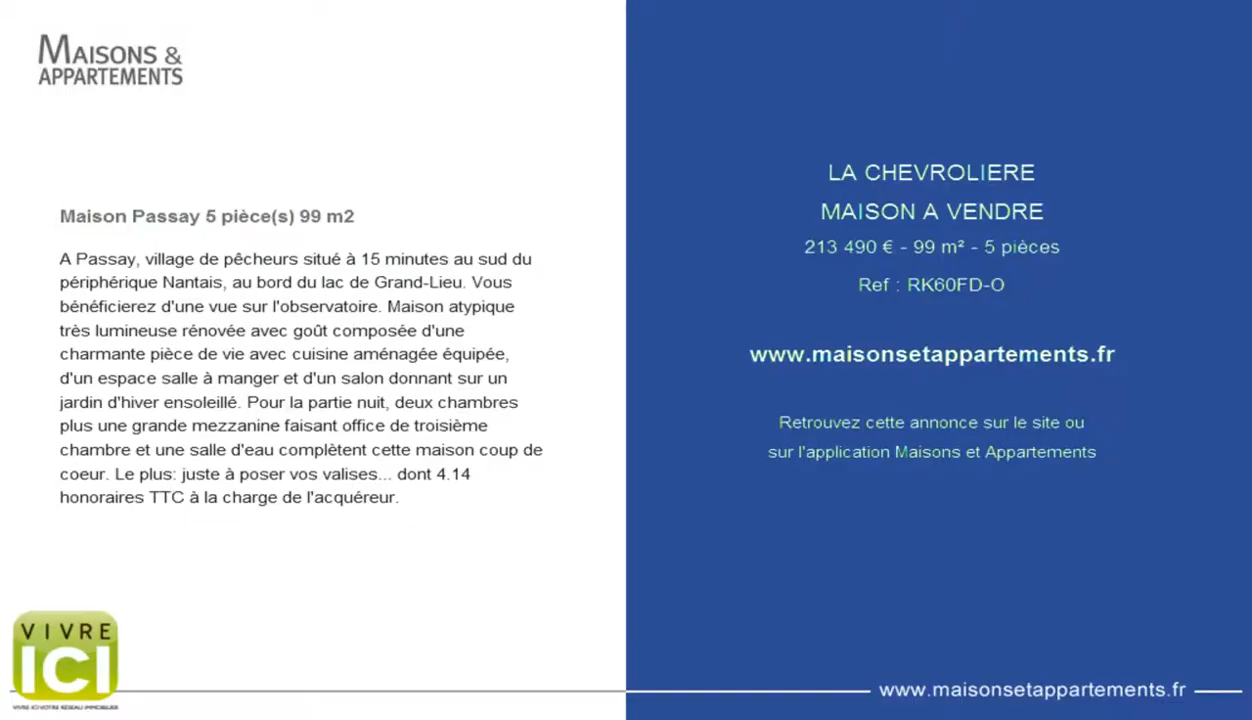 MAISONS &
APPARTEMENTS
Maison Passay 5 pièce(s) 99 m2
A Passay, village de pêcheurs situé à 15 minutes au sud du
périphérique Nantais, au bord du lac de Grand-Lieu. Vous
bénéficierez d'une vue sur l'observatoire. Maison atypique
très lumineuse rénovée avec goût composée d'une
charmante pièce de vie avec cuisine aménagée équipée,
d'un espace salle à manger et d'un salon donnant sur un
jardin d'hiver ensoleillé. Pour la partie nuit, deux chambres
plus une grande mezzanine faisant office de troisième
chambre et une salle d'eau complètent cette maison coup de
coeur. Le plus: juste à poser vos valises... dont 4.14
honoraires TTC à la charge de l'acquéreur.
VIVRE
ICI
VIVRE ICI VOTRE RÉSEAU IMMOBILIER
LA CHEVROLIERE
MAISON A VENDRE
213 490 € - 99 m² - 5 pièces
Ref : RK60FD-O
www.maisonsetappartements.fr
Retrouvez cette annonce sur le site ou
sur l'application Maisons et Appartements
www.maisonsetappartements.fr